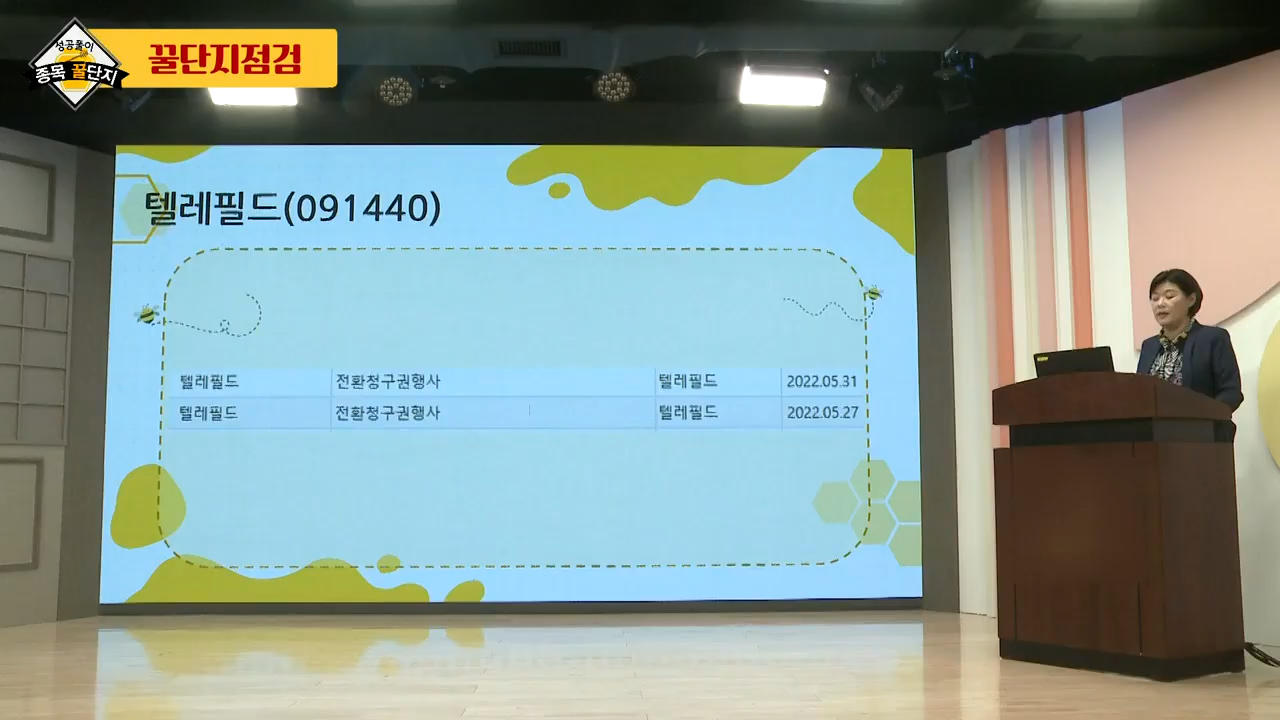 성공풀이
종목 꿀단지
꿀단지점검
텔레필드(091440)
텔레필드 전환청구권행사 텔레필드 2022.05.31
텔레필드 전환청구권행사 텔레필드 2022.05.27